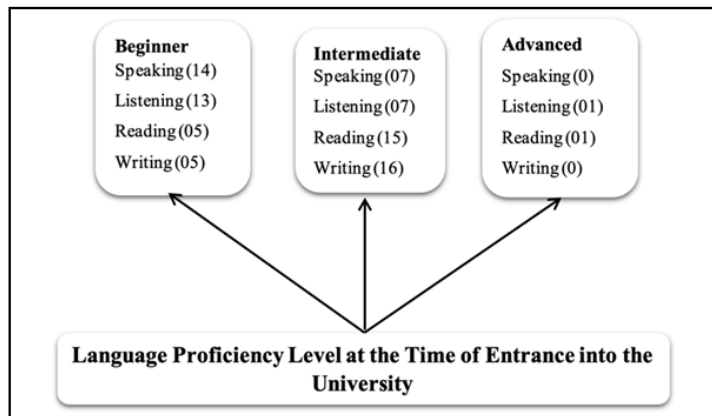 Beginner
Speaking (14)
Listening (13)
Reading (05)
Writing (05)
Intermediate
Speaking (07)
Listening (07)
Reading (15)
Writing (16)
Advanced
Speaking (0)
Listening (01)
Reading (01)
Writing (0)
Language Proficiency Level at the Time of Entrance into the
University